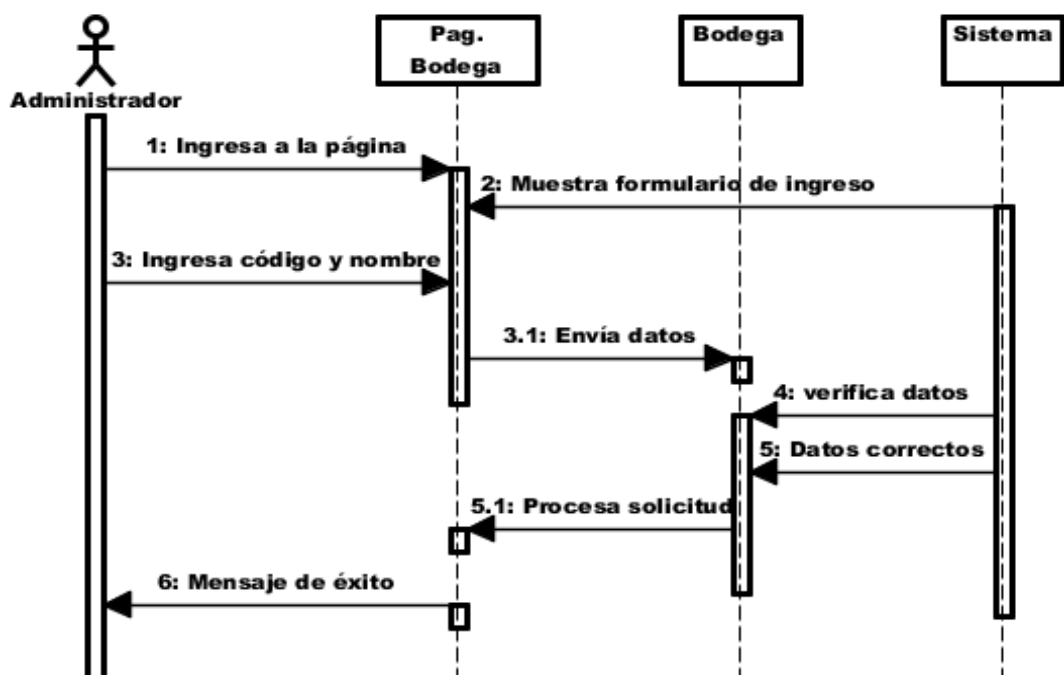 Pag.
Bodega
Bodega
Sistema
Administrador
1: Ingresa a la página
2: Muestra formulario de ingreso
3: Ingresa código y nombre
3.1: Envía datos
4: verifica datos
5: Datos correctos
5.1: Procesa solicitud
6: Mensaje de éxito